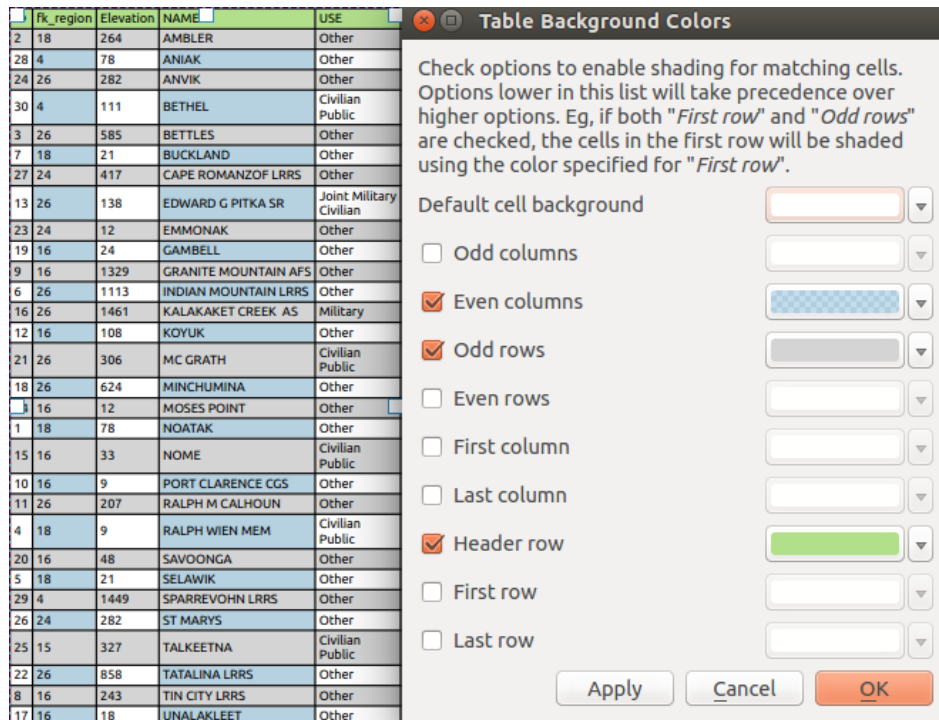 fk_region Elevation NAME USE
2 18 264 AMBLER Other
28 4 78 ANIAK Other
24 26 282 ANVIK Other
30 4 111 BETHEL Civilian Public
3 26 585 BETTLES Other
7 18 21 BUCKLAND Other
27 24 417 CAPE ROMANZOF LRRS Other
13 26 138 EDWARD G PITKA SR Joint Military Civilian
23 24 12 EMMONAK Other
19 16 24 GAMBELL Other
9 16 1329 GRANITE MOUNTAIN AFS Other
6 26 1113 INDIAN MOUNTAIN LRRS Other
16 26 1461 KALAKAKET CREEK AS Military
12 16 108 KOYUK Other
21 26 306 MC GRATH Civilian Public
18 26 624 MINCHUMINA Other
16 12 MOSES POINT Other
1 18 78 NOATAK Other
15 16 33 NOME Civilian Public
10 16 9 PORT CLARENCE CGS Other
11 26 207 RALPH M CALHOUN Other
4 18 9 RALPH WIEN MEM Civilian Public
20 16 48 SAVOONGA Other
5 18 21 SELAWIK Other
29 4 1449 SPARREVOHN LRRS Other
26 24 282 ST MARYS Other
25 15 327 TALKEETNA Civilian Public
22 26 858 TATALINA LRRS Other
8 16 243 TIN CITY LRRS Other
17 16 18 UNALAKLEET Other
Table Background Colors
Check options to enable shading for matching cells.
Options lower in this list will take precedence over
higher options. Eg, if both "First row" and "Odd rows"
are checked, the cells in the first row will be shaded
using the color specified for "First row".
Default cell background
Odd columns
Even columns
Odd rows
Even rows
First column
Last column
Header row
First row
Last row
Apply Cancel OK